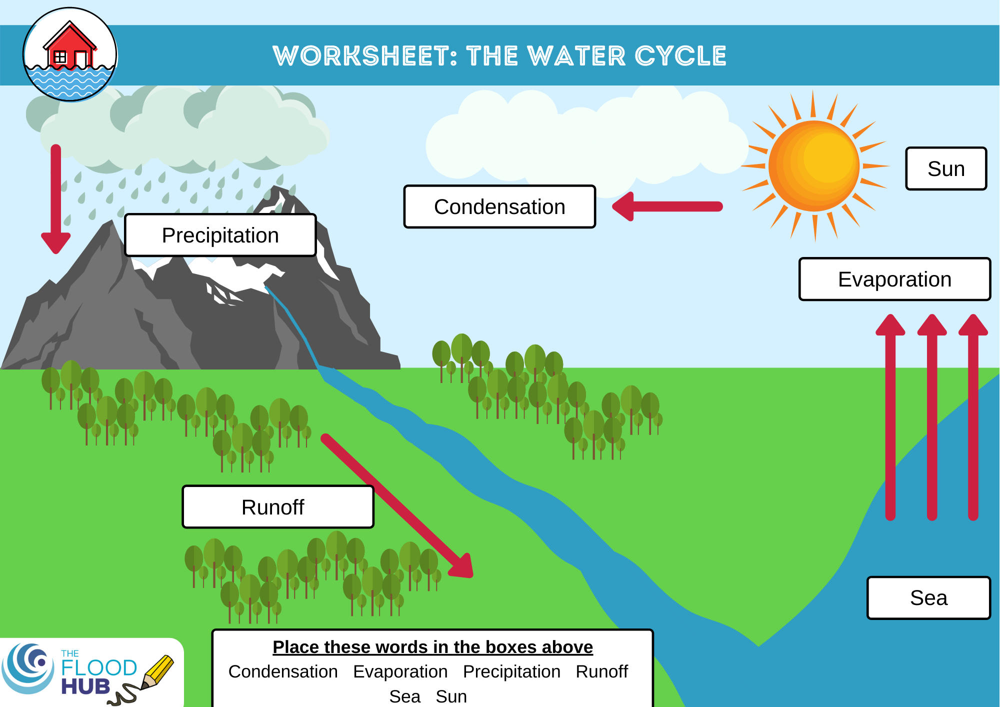 WORKSHEET: THE WATER CYCLE
Sun
Condensation
Precipitation
Evaporation
Runoff
Sea
Place these words in the boxes above
Condensation Evaporation Precipitation Runoff
Sea Sun
THE
FLOOD
HUB